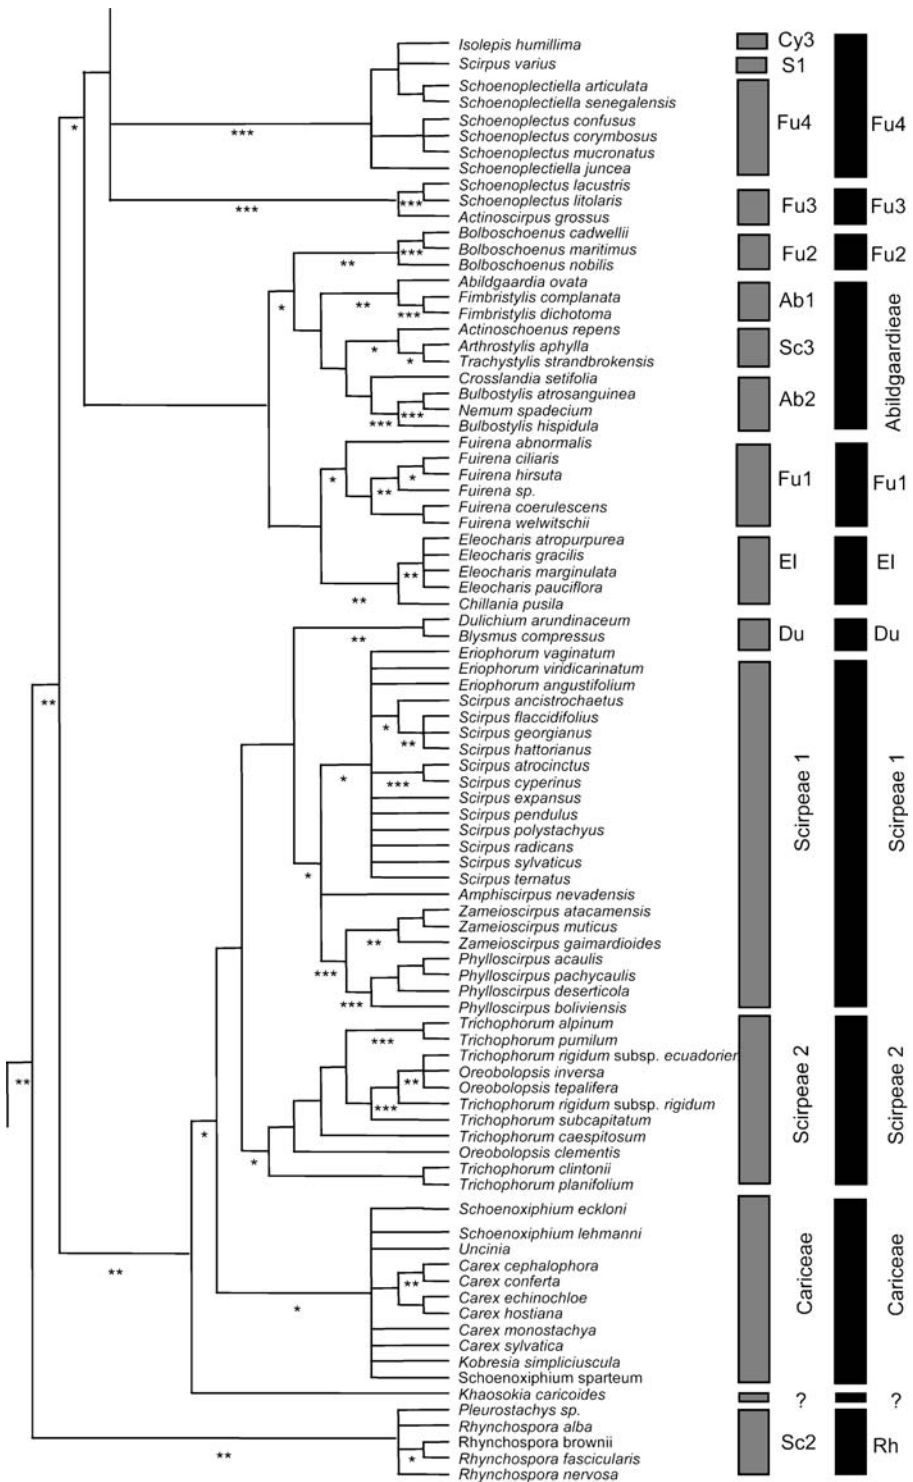 Isolepis humillima
Scirpus varius
Schoenoplectiella articulata
Schoenoplectiella senegalensis
Schoenoplectus confusus
Schoenoplectus corymbosus
Schoenoplectus mucronatus
Schoenoplectiella juncea
Schoenoplectus lacustris
Schoenoplectus litolaris
Actinoscirpus grossus
Bolboschoenus cadwellii
Bolboschoenus maritimus
Bolboschoenus nobilis
Abildgaardia ovata
Fimbristylis complanata
Fimbristylis dichotoma
Actinoschoenus repens
Arthrostylis aphylla
Trachystylis strandbrokensis
Crosslandia setifolia
Bulbostylis atrosanguinea
Nemum spadecium
Bulbostylis hispidula
Fuirena abnormalis
Fuirena ciliaris
Fuirena hirsuta
Fuirena sp.
Fuirena coerulescens
Fuirena welwitschii
Eleocharis atropurpurea
Eleocharis gracilis
Eleocharis marginulata
Eleocharis pauciflora
Chillania pusila
Dulichium arundinaceum
Blysmus compressus
Eriophorum vaginatum
Eriophorum viridicarinatum
Eriophorum angustifolium
Scirpus ancistrochaetus
Scirpus flaccidifolius
Scirpus georgianus
Scirpus hattorianus
Scirpus atrocinctus
Scirpus cyperinus
Scirpus expansus
Scirpus pendulus
Scirpus polystachyus
Scirpus radicans
Scirpus sylvaticus
Scirpus ternatus
Amphiscirpus nevadensis
Zameioscirpus atacamensis
Zameioscirpus muticus
Zameioscirpus gaimardioides
Phylloscirpus acaulis
Phylloscirpus pachycaulis
Phylloscirpus deserticola
Phylloscirpus boliviensis
Trichophorum alpinum
Trichophorum pumilum
Trichophorum rigidum subsp. ecuadorien
Oreobolopsis inversa
Oreobolopsis tepalifera
Trichophorum rigidum subsp. rigidum
Trichophorum subcapitatum
Trichophorum caespitosum
Oreobolopsis clementis
Trichophorum clintonii
Trichophorum planifolium
Schoenoxiphium eckloni
Schoenoxiphium lehmanni
Uncinia
Carex cephalophora
Carex conferta
Carex echinochloe
Carex hostiana
Carex monostachya
Carex sylvatica
Kobresia simpliciuscula
Schoenoxiphium sparteum
Khaosokia caricoides
Pleurostachys sp.
Rhynchospora alba
Rhynchospora brownii
Rhynchospora fascicularis
Rhynchospora nervosa
Cy3
S1
Fu4
Fu3
Fu2
Ab1
Sc3
Ab2
Fu1
El
Du
Scirpeae 1
Scirpeae 2
Cariceae
?
Sc2
Fu4
Fu3
Fu2
Abildgaardieae
Fu1
El
Du
Scirpeae 1
Scirpeae 2
Cariceae
?
Rh